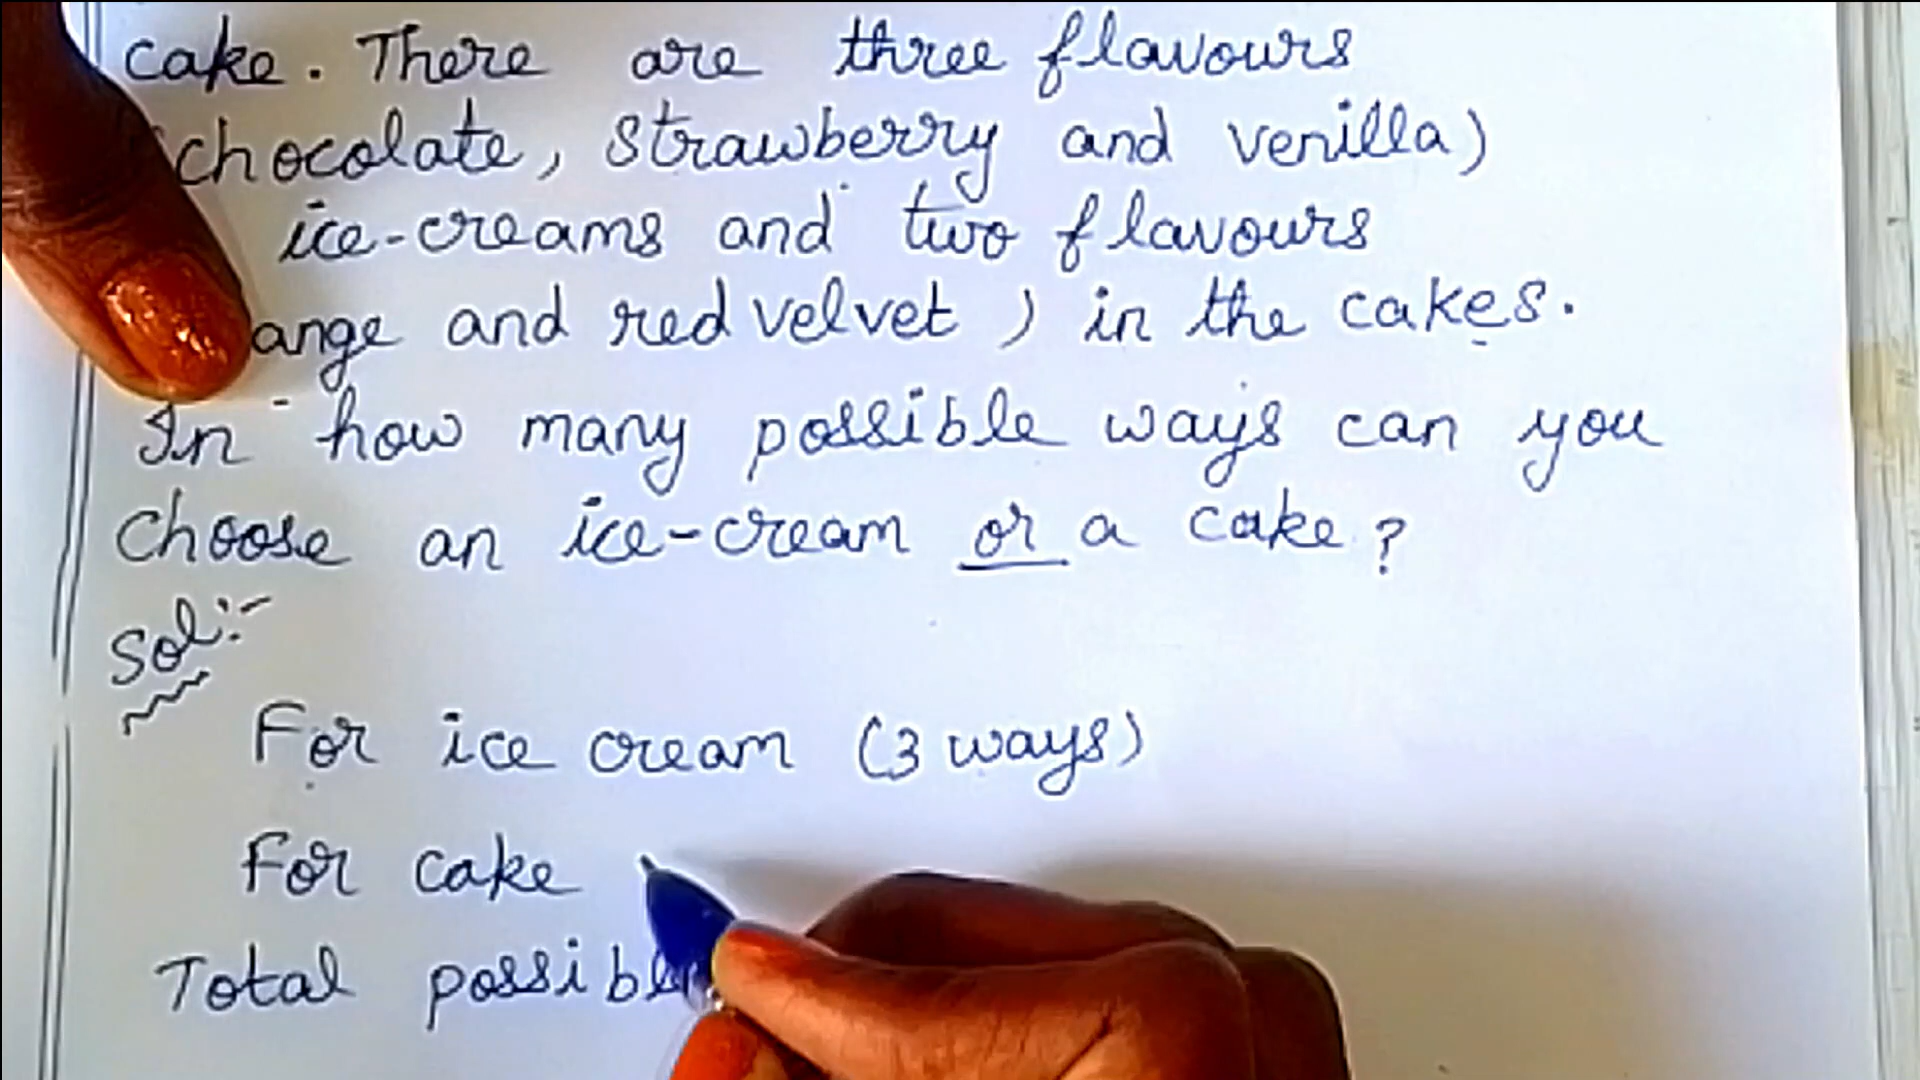 cake. There are three flavours
chocolate, strawberry and venilla)
ice-creams and two flavours
ange and red velvet ) in the cakes.
In how many possible ways can you
choose an ice-cream or a cake?
Sol:-
For ice cream (3 ways)
For cake
Total possible